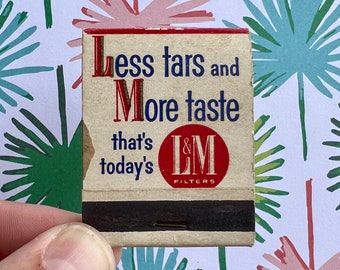 Less tars and
More taste
that's
today's
L&M
FILTERS